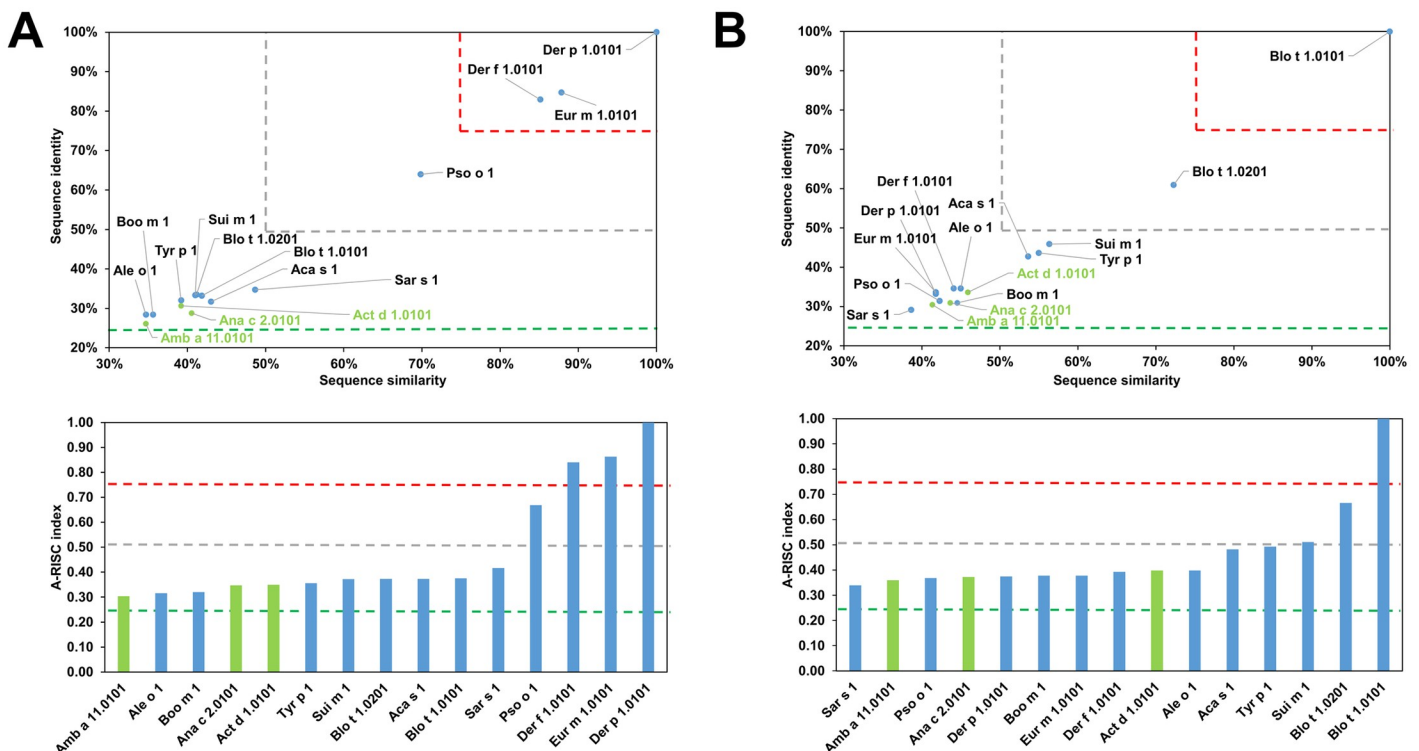 A
100%
90%
80%
70%
60%
50%
40%
30%
20%
Sequence identity
Der p 1.0101
Der f 1.0101
Eur m 1.0101
Pso o 1
Boo m 1
Sui m 1
Blo t 1.0201
Tyr p 1
Blo t 1.0101
Ale o 1
Aca s 1
Sar s 1
Act d 1.0101
Ana c 2.0101
Amb a 11.0101
30% 40% 50% 60% 70% 80% 90% 100%
Sequence similarity
1.00
0.90
0.80
0.70
0.60
0.50
0.40
0.30
0.20
0.10
0.00
A-RISC index
Amb a 11.0101
Ale o 1
Boo m 1
Ana c 2.0101
Act d 1.0101
Tyr p 1
Sui m 1
Blo t 1.0201
Aca s 1
Blo t 1.0101
Sar s 1
Pso o 1
Der f 1.0101
Eur m 1.0101
Der p 1.0101
B
100%
90%
80%
70%
60%
50%
40%
30%
20%
Sequence identity
Blo t 1.0101
Blo t 1.0201
Der f 1.0101
Aca s 1
Der p 1.0101
Ale o 1
Eur m 1.0101
Sui m 1
Tyr p 1
Act d 1.0101
Pso o 1
Boo m 1
Ana c 2.0101
Sar s 1
Amb a 11.0101
30% 40% 50% 60% 70% 80% 90% 100%
Sequence similarity
1.00
0.90
0.80
0.70
0.60
0.50
0.40
0.30
0.20
0.10
0.00
A-RISC index
Sar s 1
Amb a 11.0101
Pso o 1
Ana c 2.0101
Der p 1.0101
Boo m 1
Eur m 1.0101
Der f 1.0101
Act d 1.0101
Ale o 1
Aca s 1
Tyr p 1
Sui m 1
Blo t 1.0201
Blo t 1.0101